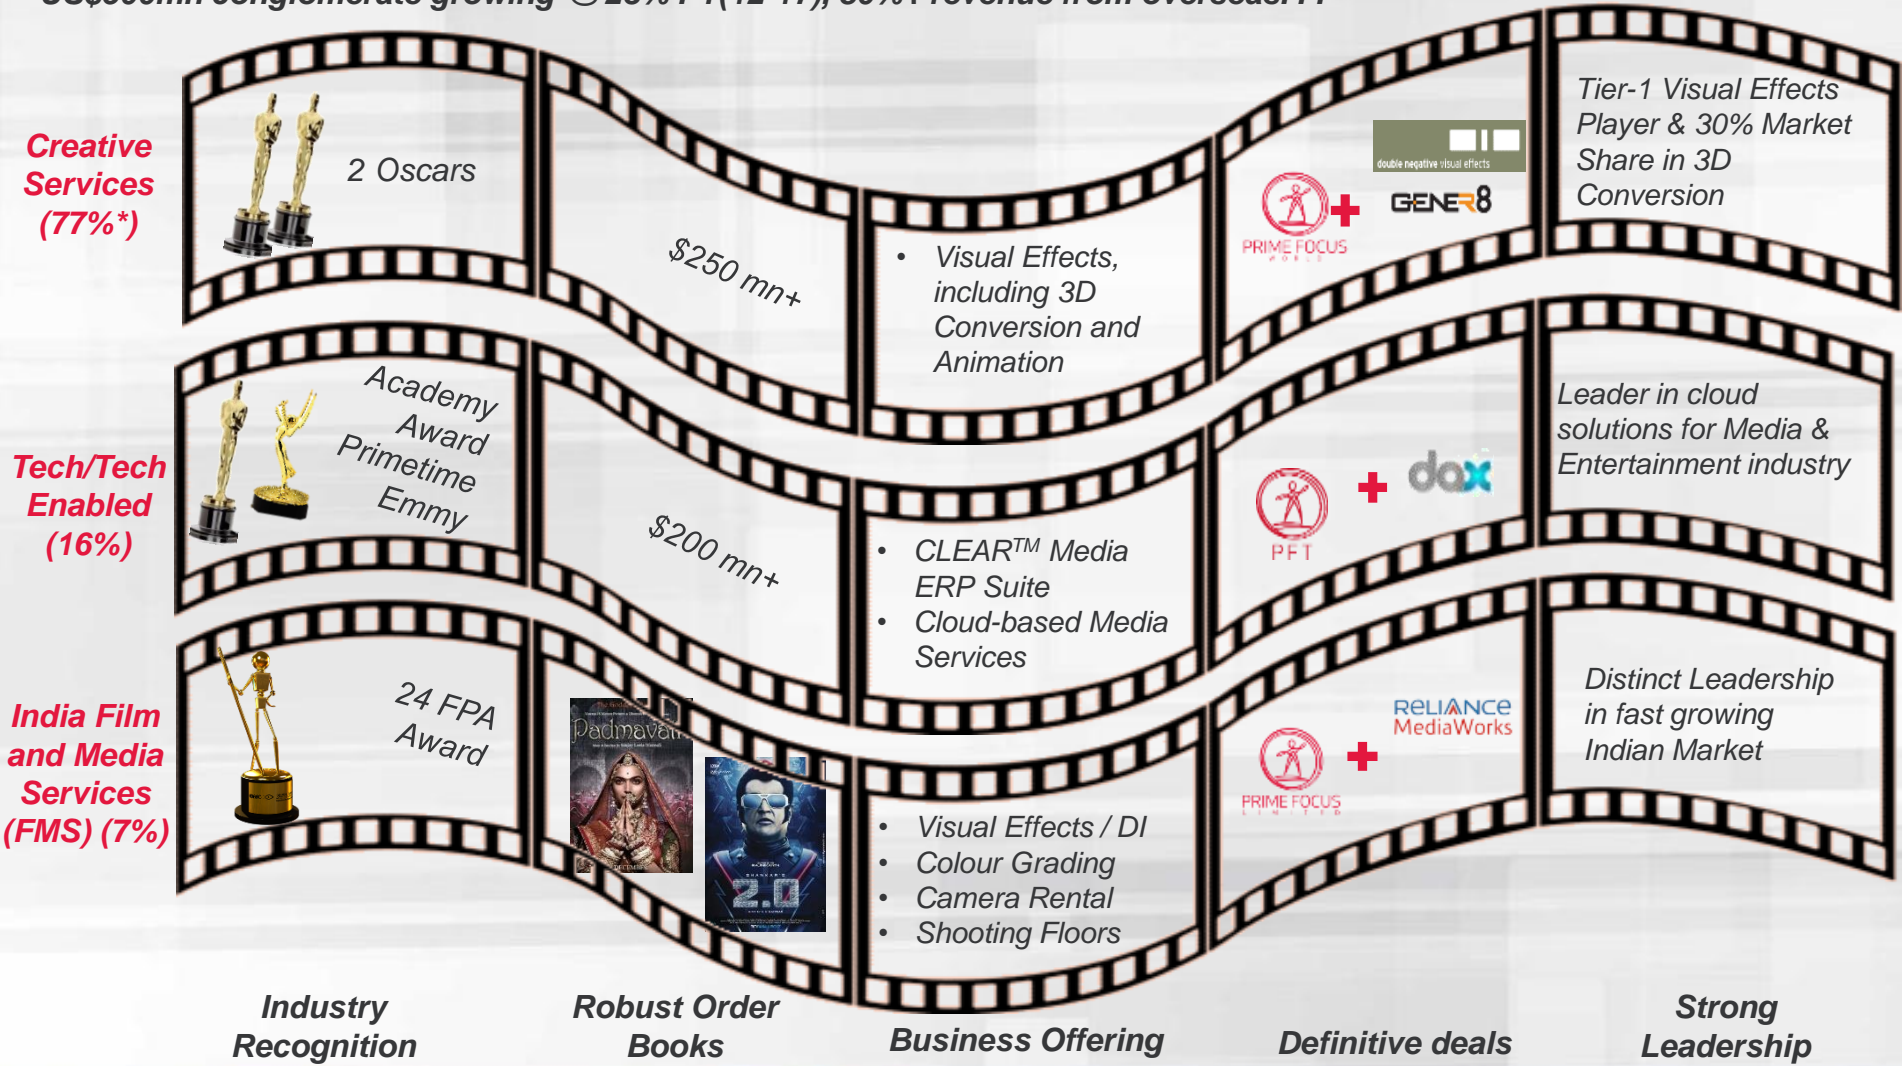 Creative
Services
(77%*)
2 Oscars
$250 mn+
• Visual Effects,
including 3D
Conversion and
Animation
double negative visual effects
GENER8
PRIME FOCUS
WORLD
Tier-1 Visual Effects
Player & 30% Market
Share in 3D
Conversion
Tech/Tech
Enabled
(16%)
Academy
Award
Primetime
Emmy
$200 mn+
• CLEARTM Media
ERP Suite
• Cloud-based Media
Services
PFT
dax
Leader in cloud
solutions for Media &
Entertainment industry
India Film
and Media
Services
(FMS) (7%)
24 FPA
Award
Padmavati
2.0
• Visual Effects / DI
• Colour Grading
• Camera Rental
• Shooting Floors
RELIANCE
MediaWorks
PRIME FOCUS
LIMITED
Distinct Leadership
in fast growing
Indian Market
Industry
Recognition
Robust Order
Books
Business Offering
Definitive deals
Strong
Leadership